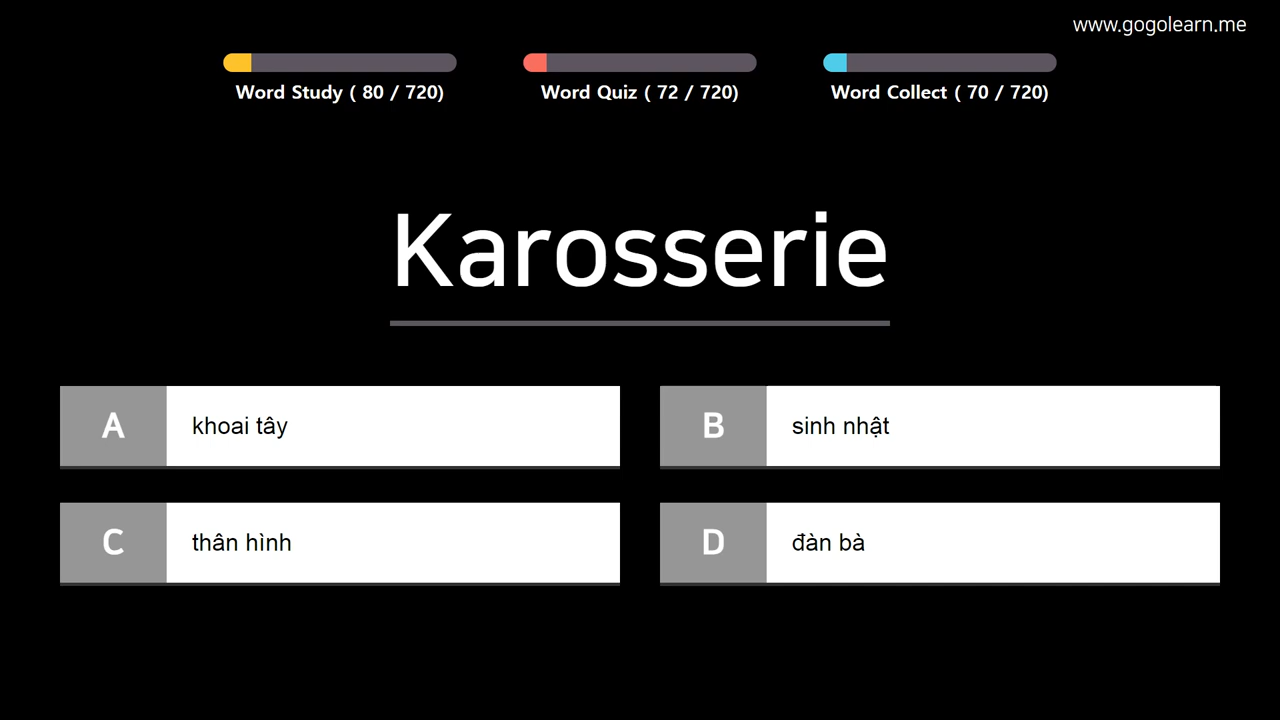 www.gogolearn.me
Word Study ( 80 / 720)
Word Quiz ( 72 / 720)
Word Collect ( 70 / 720)
Karosserie
A khoai tây
B sinh nhật
C thân hình
D đàn bà